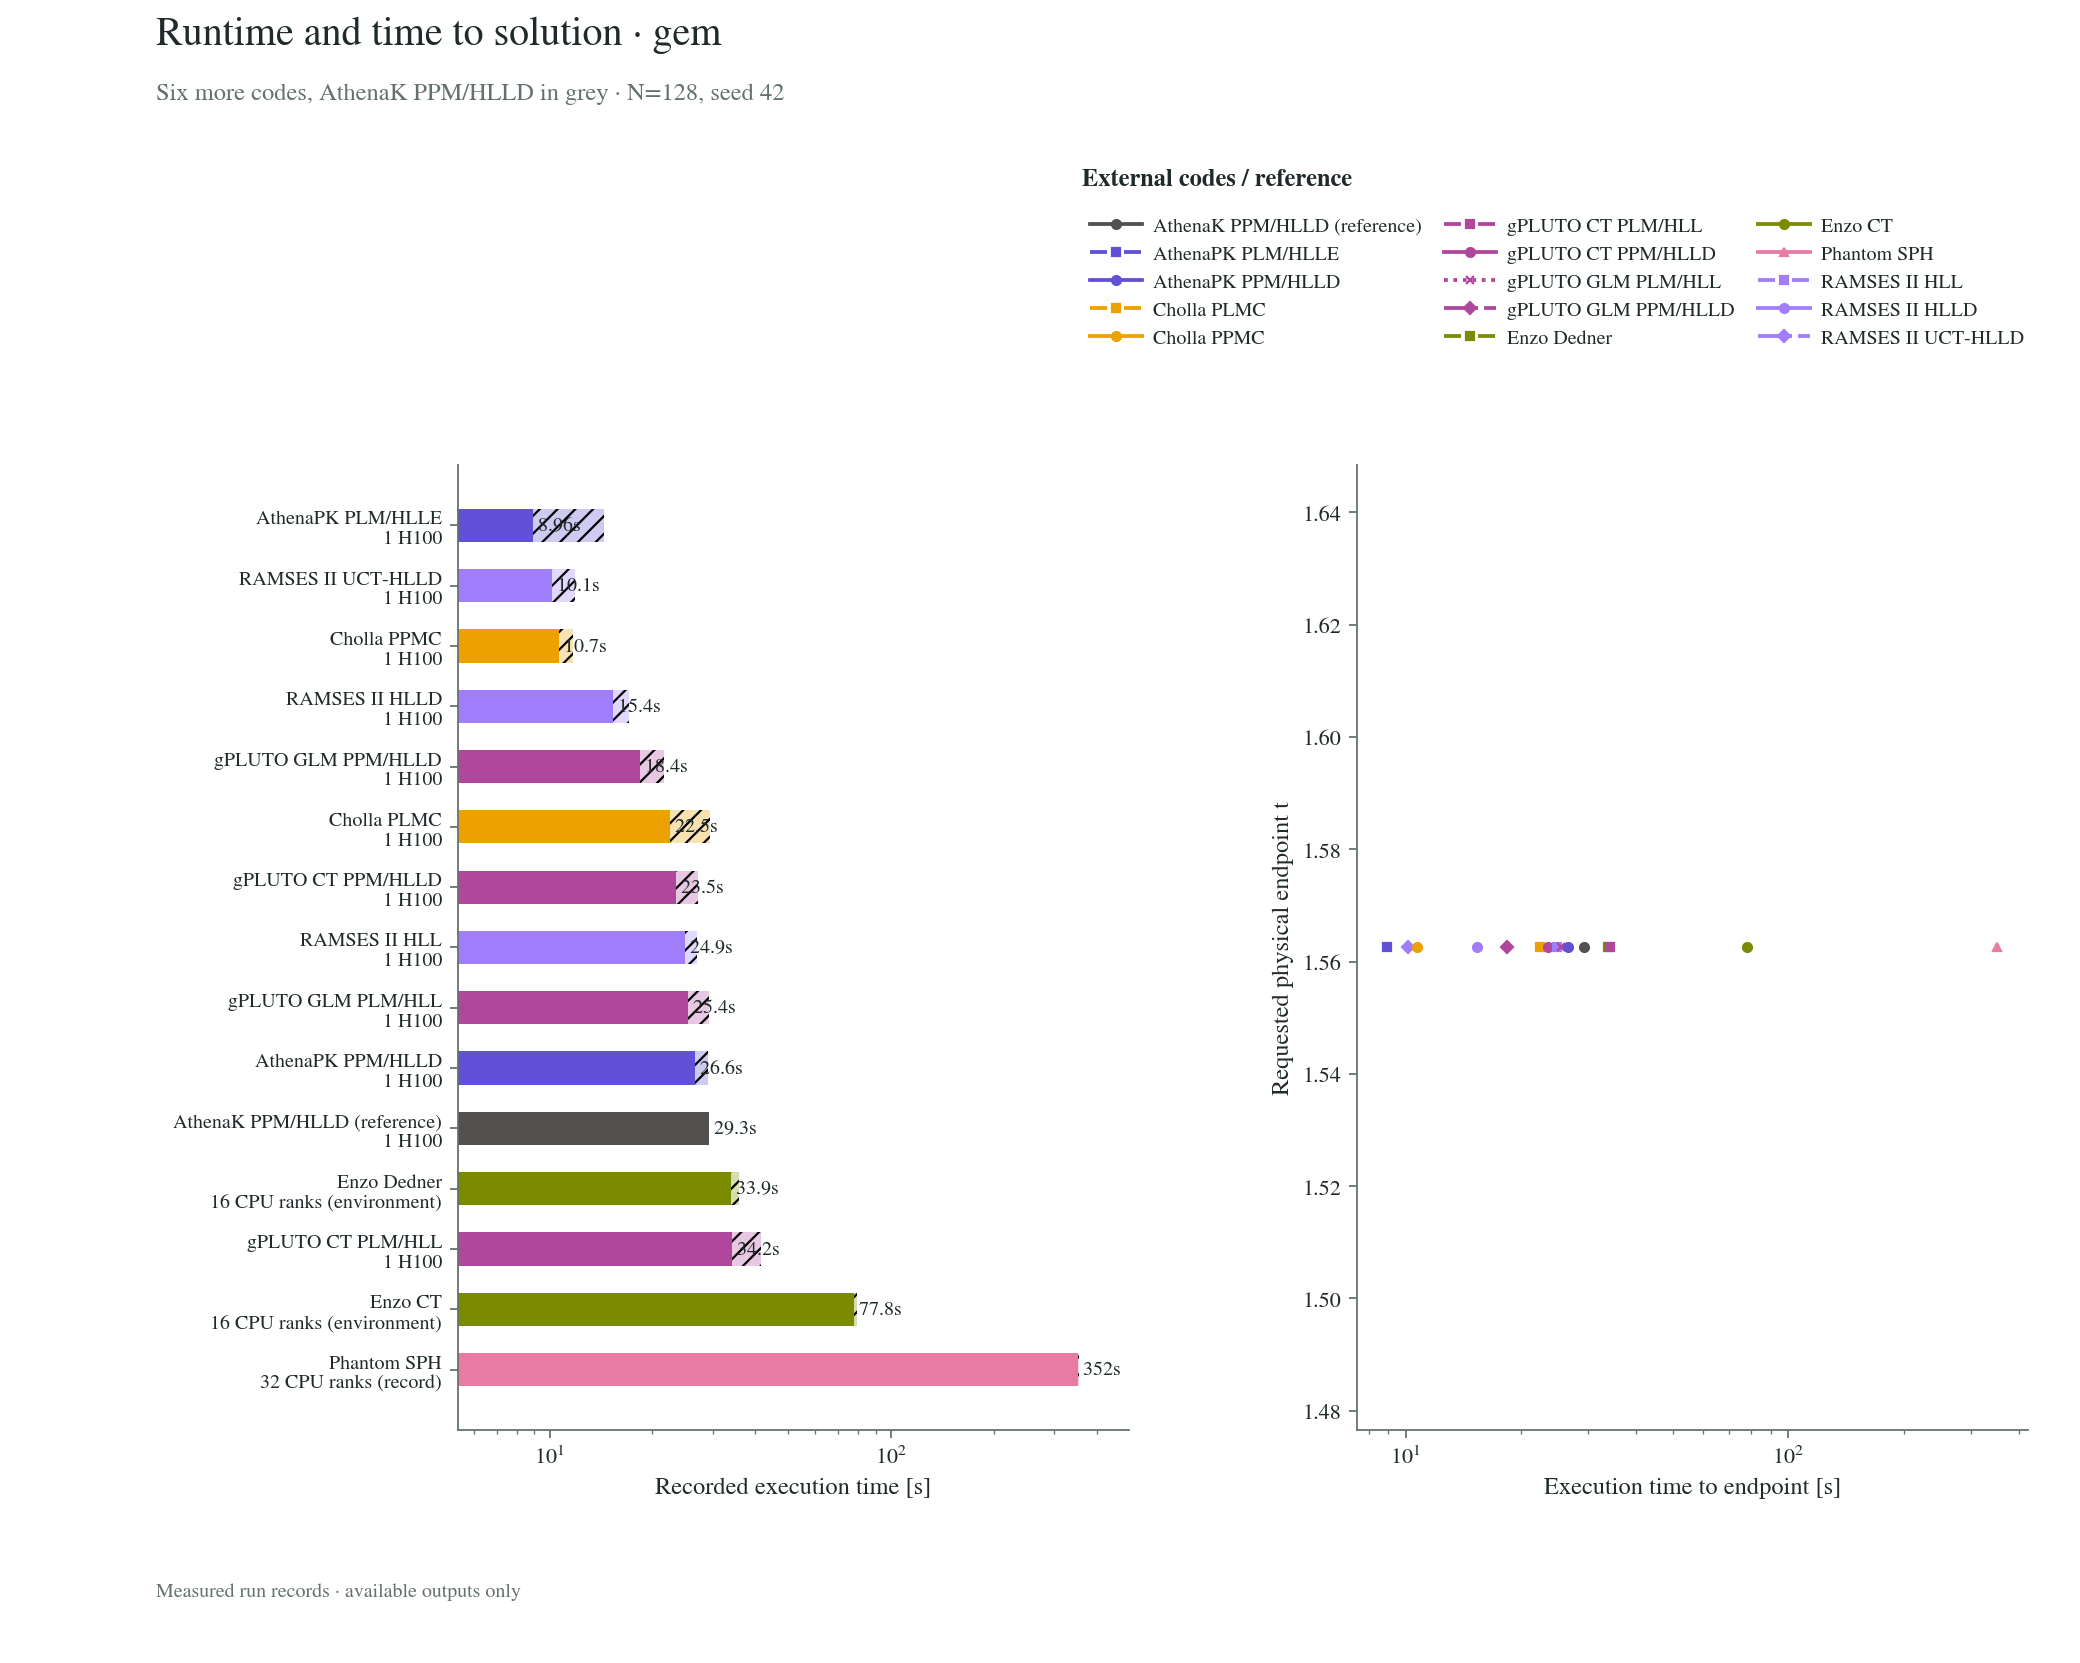 Runtime and time to solution · gem
Six more codes, AthenaK PPM/HLLD in grey · N=128, seed 42
External codes / reference
AthenaK PPM/HLLD (reference)
AthenaPK PLM/HLLE
AthenaPK PPM/HLLD
Cholla PLMC
Cholla PPMC
gPLUTO CT PLM/HLL
gPLUTO CT PPM/HLLD
gPLUTO GLM PLM/HLL
gPLUTO GLM PPM/HLLD
Enzo Dedner
Enzo CT
Phantom SPH
RAMSES II HLL
RAMSES II HLLD
RAMSES II UCT-HLLD
AthenaPK PLM/HLLE
1 H100
8.96s
RAMSES II UCT-HLLD
1 H100
10.1s
Cholla PPMC
1 H100
10.7s
RAMSES II HLLD
1 H100
15.4s
gPLUTO GLM PPM/HLLD
1 H100
18.4s
Cholla PLMC
1 H100
22.5s
gPLUTO CT PPM/HLLD
1 H100
23.5s
RAMSES II HLL
1 H100
24.9s
gPLUTO GLM PLM/HLL
1 H100
25.4s
AthenaPK PPM/HLLD
1 H100
26.6s
AthenaK PPM/HLLD (reference)
1 H100
29.3s
Enzo Dedner
16 CPU ranks (environment)
33.9s
gPLUTO CT PLM/HLL
1 H100
34.2s
Enzo CT
16 CPU ranks (environment)
77.8s
Phantom SPH
32 CPU ranks (record)
352s
10¹
10²
Recorded execution time [s]
1.64
1.62
1.60
1.58
1.56
1.54
1.52
1.50
1.48
Requested physical endpoint t
10¹
10²
Execution time to endpoint [s]
Measured run records · available outputs only